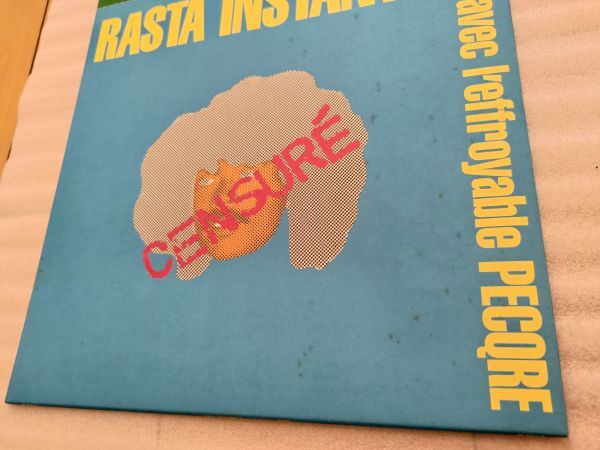 RASTA INSTAN
avec l'effroyable PECQRE
CENSURÉ